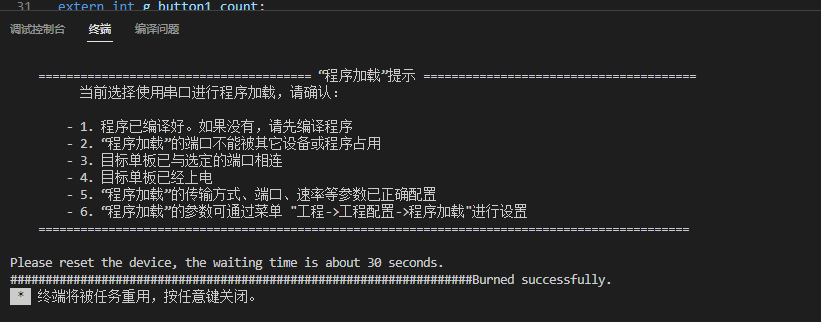 31 extern int g_button1_count;
调试控制台 终端 编译问题
======================================= “程序加载”提示 =======================================
当前选择使用串口进行程序加载，请确认:
- 1. 程序已编译好。如果没有，请先编译程序
- 2. “程序加载”的端口不能被其它设备或程序占用
- 3. 目标单板已与选定的端口相连
- 4. 目标单板已经上电
- 5. “程序加载”的传输方式、端口、速率等参数已正确配置
- 6. “程序加载”的参数可通过菜单 "工程->工程配置->程序加载"进行设置
=============================================================================================
Please reset the device, the waiting time is about 30 seconds.
##################################################################Burned successfully.
* 终端将被任务重用，按任意键关闭。